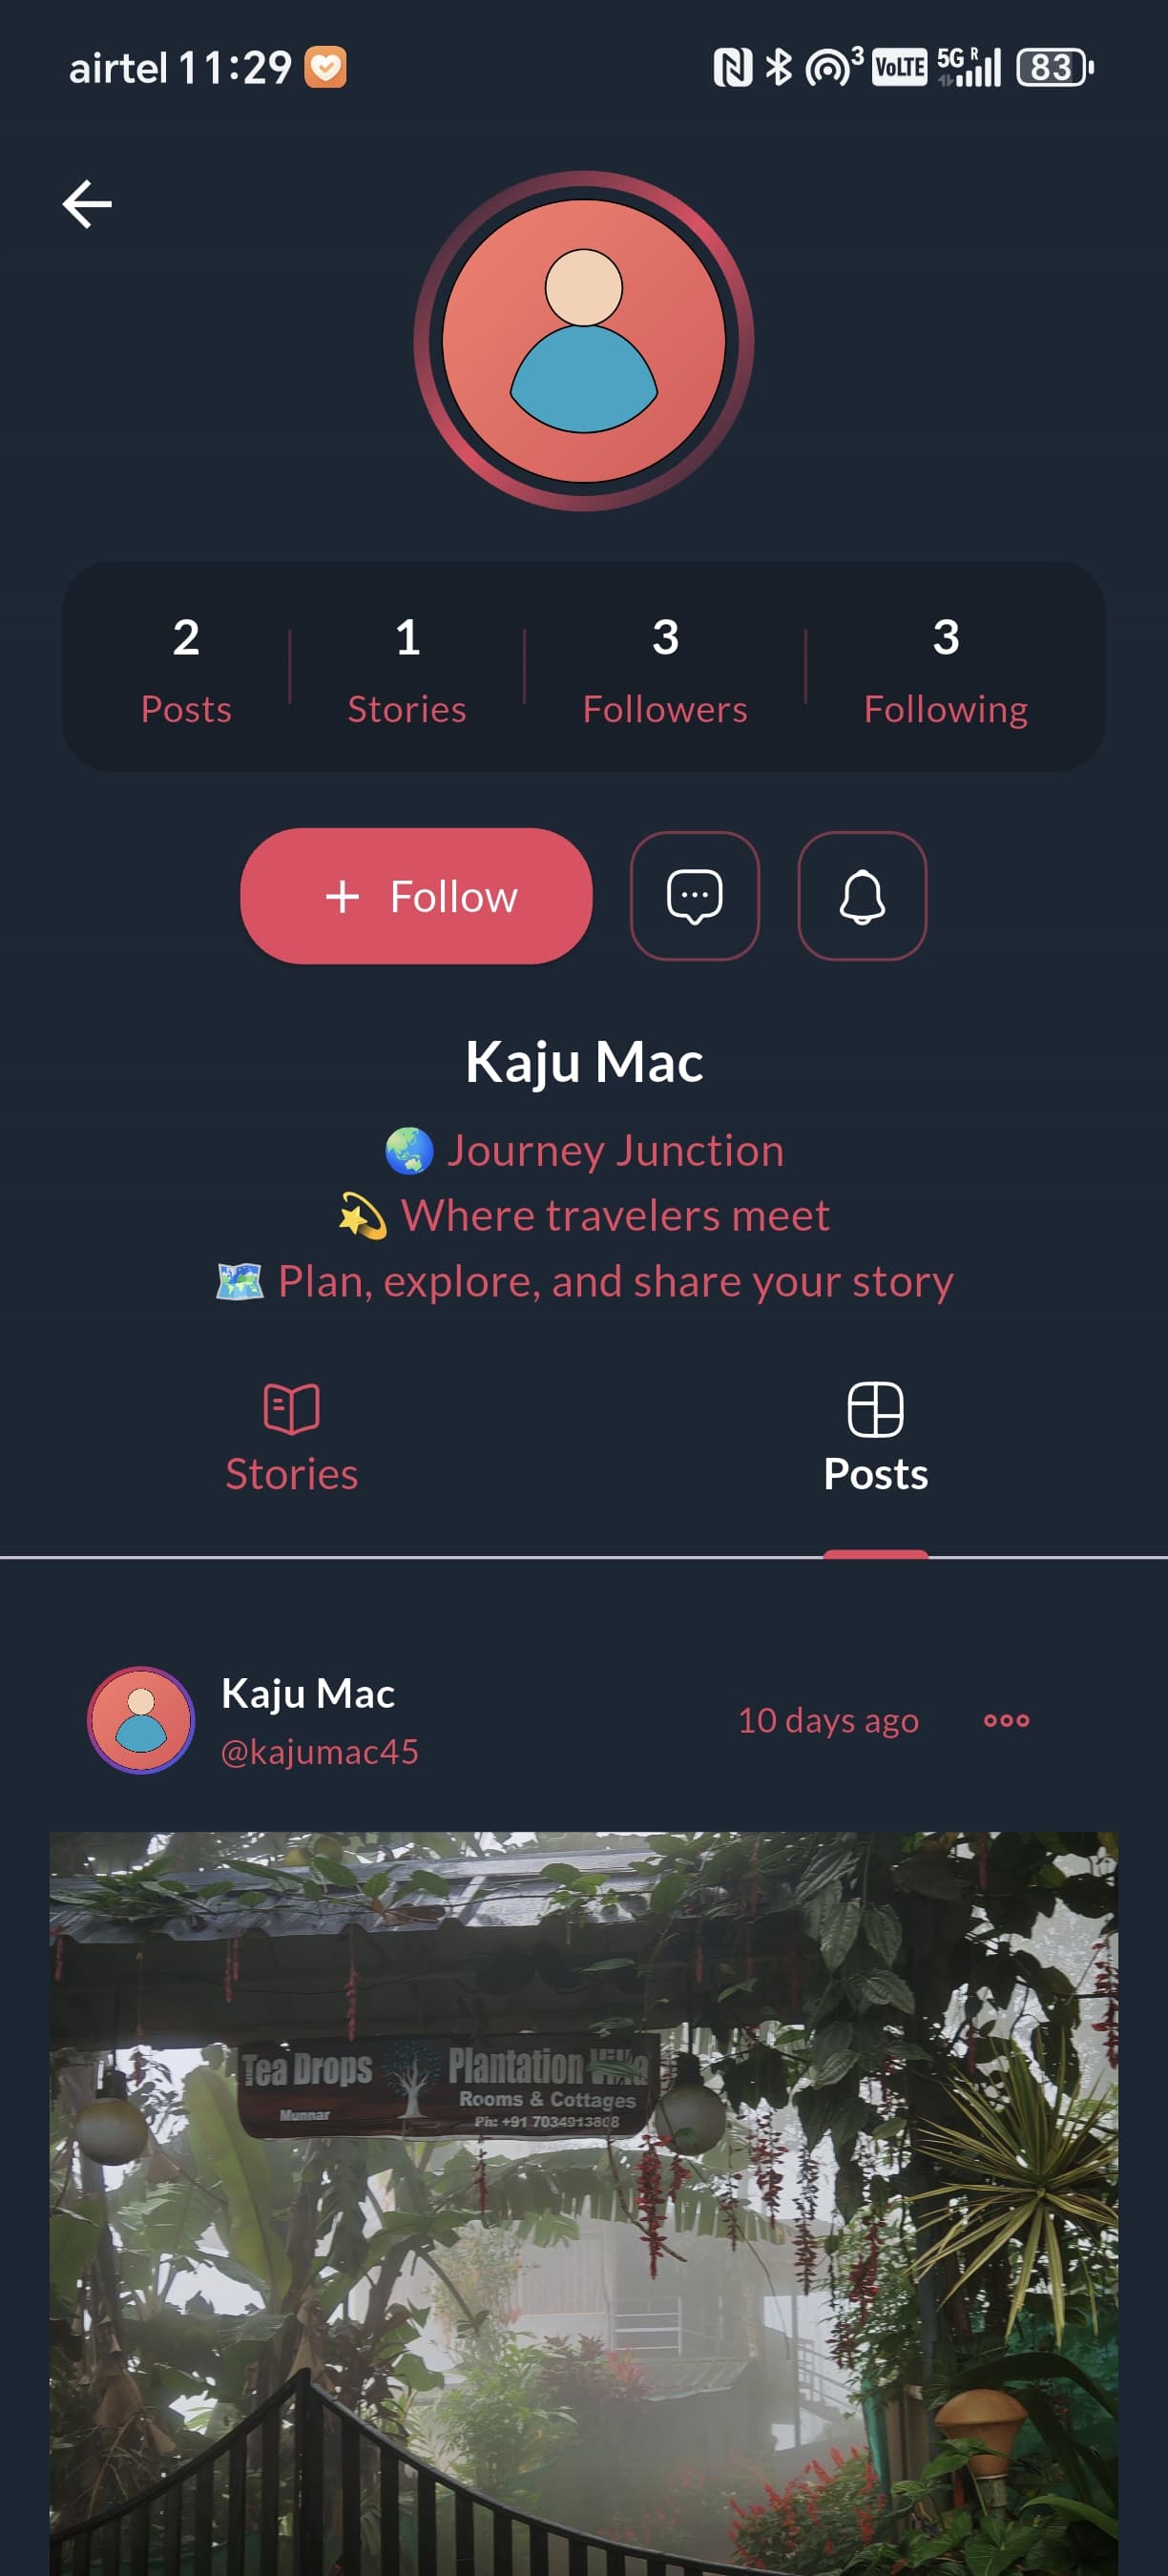 airtel 11:29
3 VoLTE 5G R 83
2 1 3 3
Posts Stories Followers Following
+ Follow
Kaju Mac
🌏 Journey Junction
💫 Where travelers meet
🗺️ Plan, explore, and share your story
Stories Posts
Kaju Mac
@kajumac45
10 days ago
Tea Drops Plantation Villa
Rooms & Cottages
Munnar
Ph: +91 7034913808